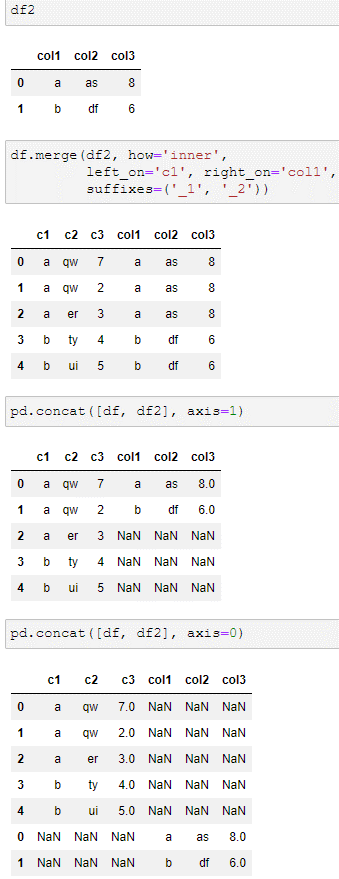 df2
col1 col2 col3
0 a as 8
1 b df 6
df.merge(df2, how='inner',
left_on='c1', right_on='col1',
suffixes=('_1', '_2'))
c1 c2 c3 col1 col2 col3
0 a qw 7 a as 8
1 a qw 2 a as 8
2 a er 3 a as 8
3 b ty 4 b df 6
4 b ui 5 b df 6
pd.concat([df, df2], axis=1)
c1 c2 c3 col1 col2 col3
0 a qw 7 a as 8.0
1 a qw 2 b df 6.0
2 a er 3 NaN NaN NaN
3 b ty 4 NaN NaN NaN
4 b ui 5 NaN NaN NaN
pd.concat([df, df2], axis=0)
c1 c2 c3 col1 col2 col3
0 a qw 7.0 NaN NaN NaN
1 a qw 2.0 NaN NaN NaN
2 a er 3.0 NaN NaN NaN
3 b ty 4.0 NaN NaN NaN
4 b ui 5.0 NaN NaN NaN
0 NaN NaN NaN a as 8.0
1 NaN NaN NaN b df 6.0